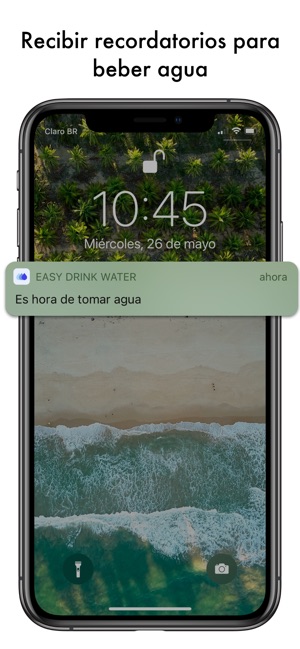 Recibir recordatorios para
beber agua
Claro BR
10:45
Miércoles, 26 de mayo
EASY DRINK WATER
ahora
Es hora de tomar agua